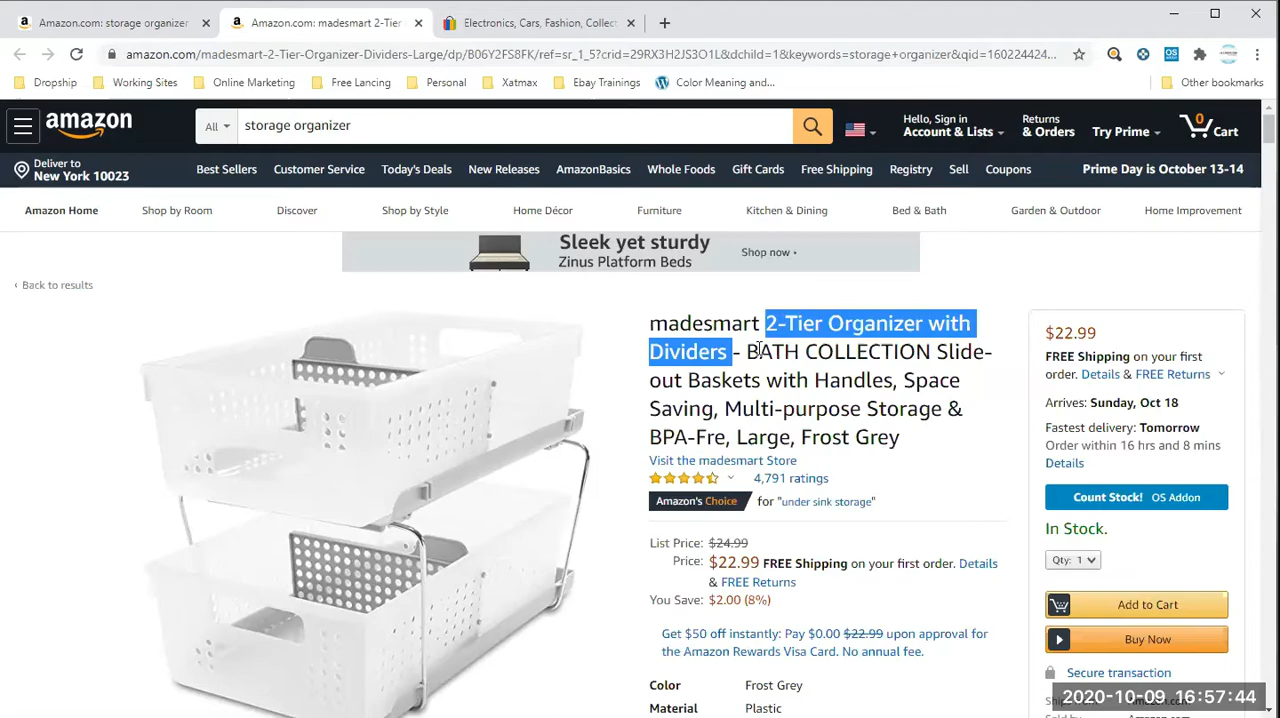 Amazon.com: storage organizer
Amazon.com: madesmart 2-Tier
Electronics, Cars, Fashion, Collect
amazon.com/madesmart-2-Tier-Organizer-Dividers-Large/dp/B06Y2FS8FK/ref=sr_1_5?crid=29RX3H2JS3O1L&dchild=1&keywords=storage+organizer&qid=160224424...
Dropship
Working Sites
Online Marketing
Free Lancing
Personal
Xatmax
Ebay Trainings
Color Meaning and...
Other bookmarks
amazon
All
storage organizer
Hello, Sign in
Account & Lists
Returns
& Orders
Try Prime
0
Cart
Deliver to
New York 10023
Best Sellers
Customer Service
Today's Deals
New Releases
AmazonBasics
Whole Foods
Gift Cards
Free Shipping
Registry
Sell
Coupons
Prime Day is October 13-14
Amazon Home
Shop by Room
Discover
Shop by Style
Home Décor
Furniture
Kitchen & Dining
Bed & Bath
Garden & Outdoor
Home Improvement
Sleek yet sturdy
Zinus Platform Beds
Shop now ›
‹ Back to results
madesmart 2-Tier Organizer with
Dividers - BATH COLLECTION Slide-
out Baskets with Handles, Space
Saving, Multi-purpose Storage &
BPA-Fre, Large, Frost Grey
Visit the madesmart Store
4,791 ratings
Amazon's Choice for "under sink storage"
List Price: $24.99
Price: $22.99 FREE Shipping on your first order. Details
& FREE Returns
You Save: $2.00 (8%)
Get $50 off instantly: Pay $0.00 $22.99 upon approval for
the Amazon Rewards Visa Card. No annual fee.
Color Frost Grey
Material Plastic
$22.99
FREE Shipping on your first
order. Details & FREE Returns
Arrives: Sunday, Oct 18
Fastest delivery: Tomorrow
Order within 16 hrs and 8 mins
Details
Count Stock! OS Addon
In Stock.
Qty: 1
Add to Cart
Buy Now
Secure transaction
2020-10-09 16:57:44